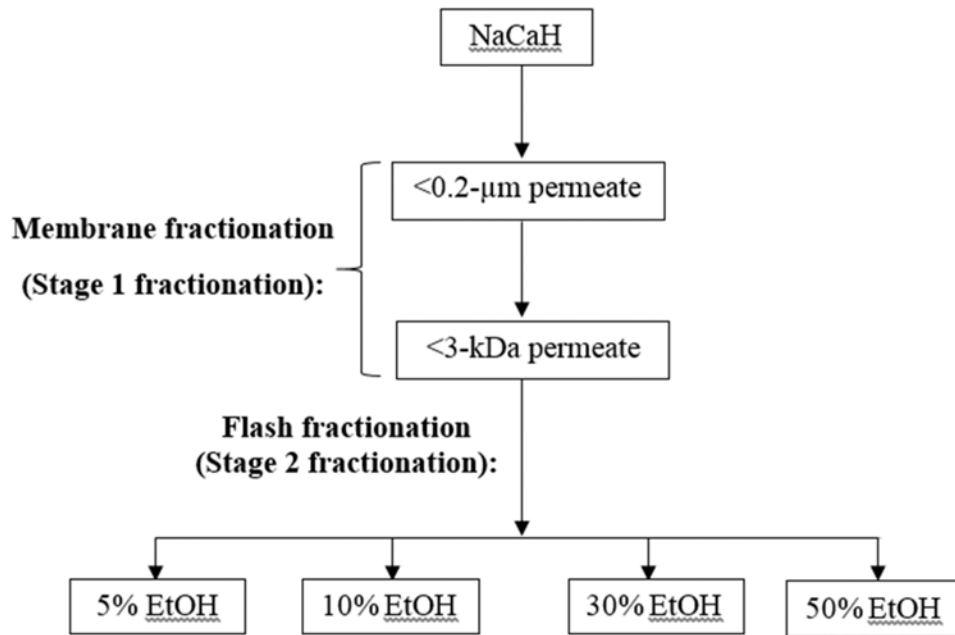 NaCaH
<0.2-µm permeate
Membrane fractionation
(Stage 1 fractionation):
<3-kDa permeate
Flash fractionation
(Stage 2 fractionation):
5% EtOH
10% EtOH
30% EtOH
50% EtOH